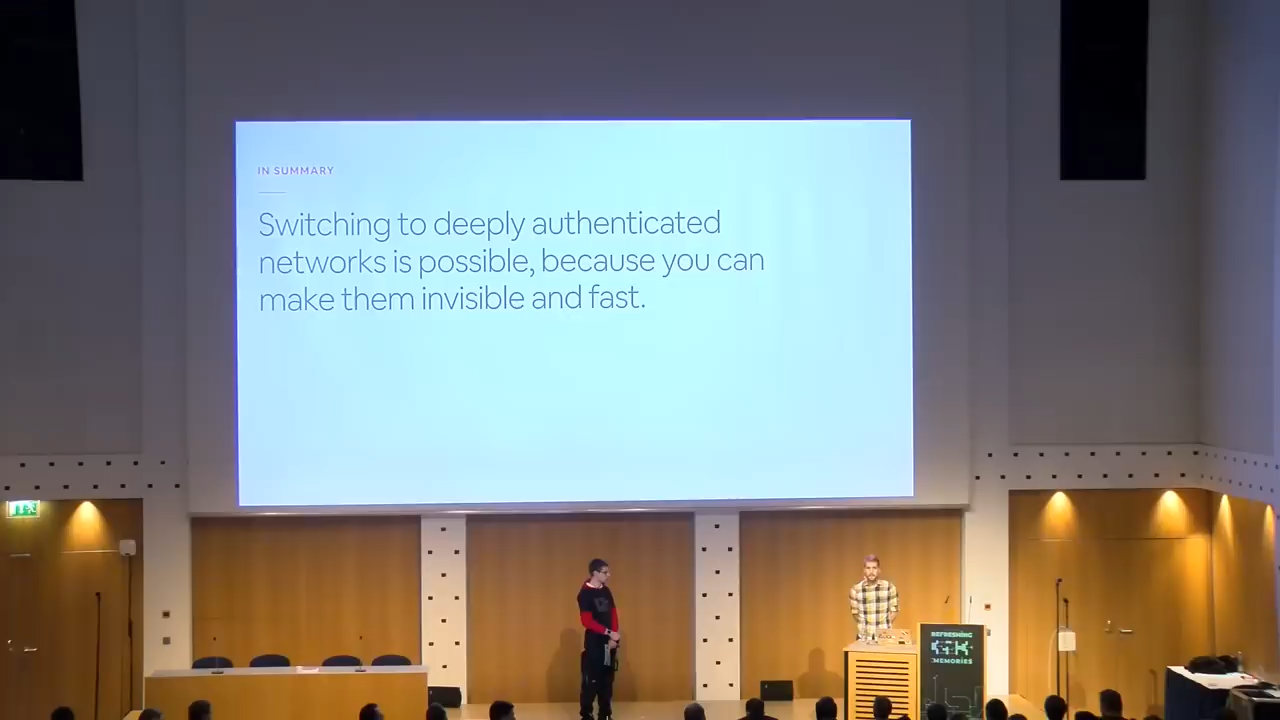 IN SUMMARY
Switching to deeply authenticated
networks is possible, because you can
make them invisible and fast.
REFRESHING
MEMORIES